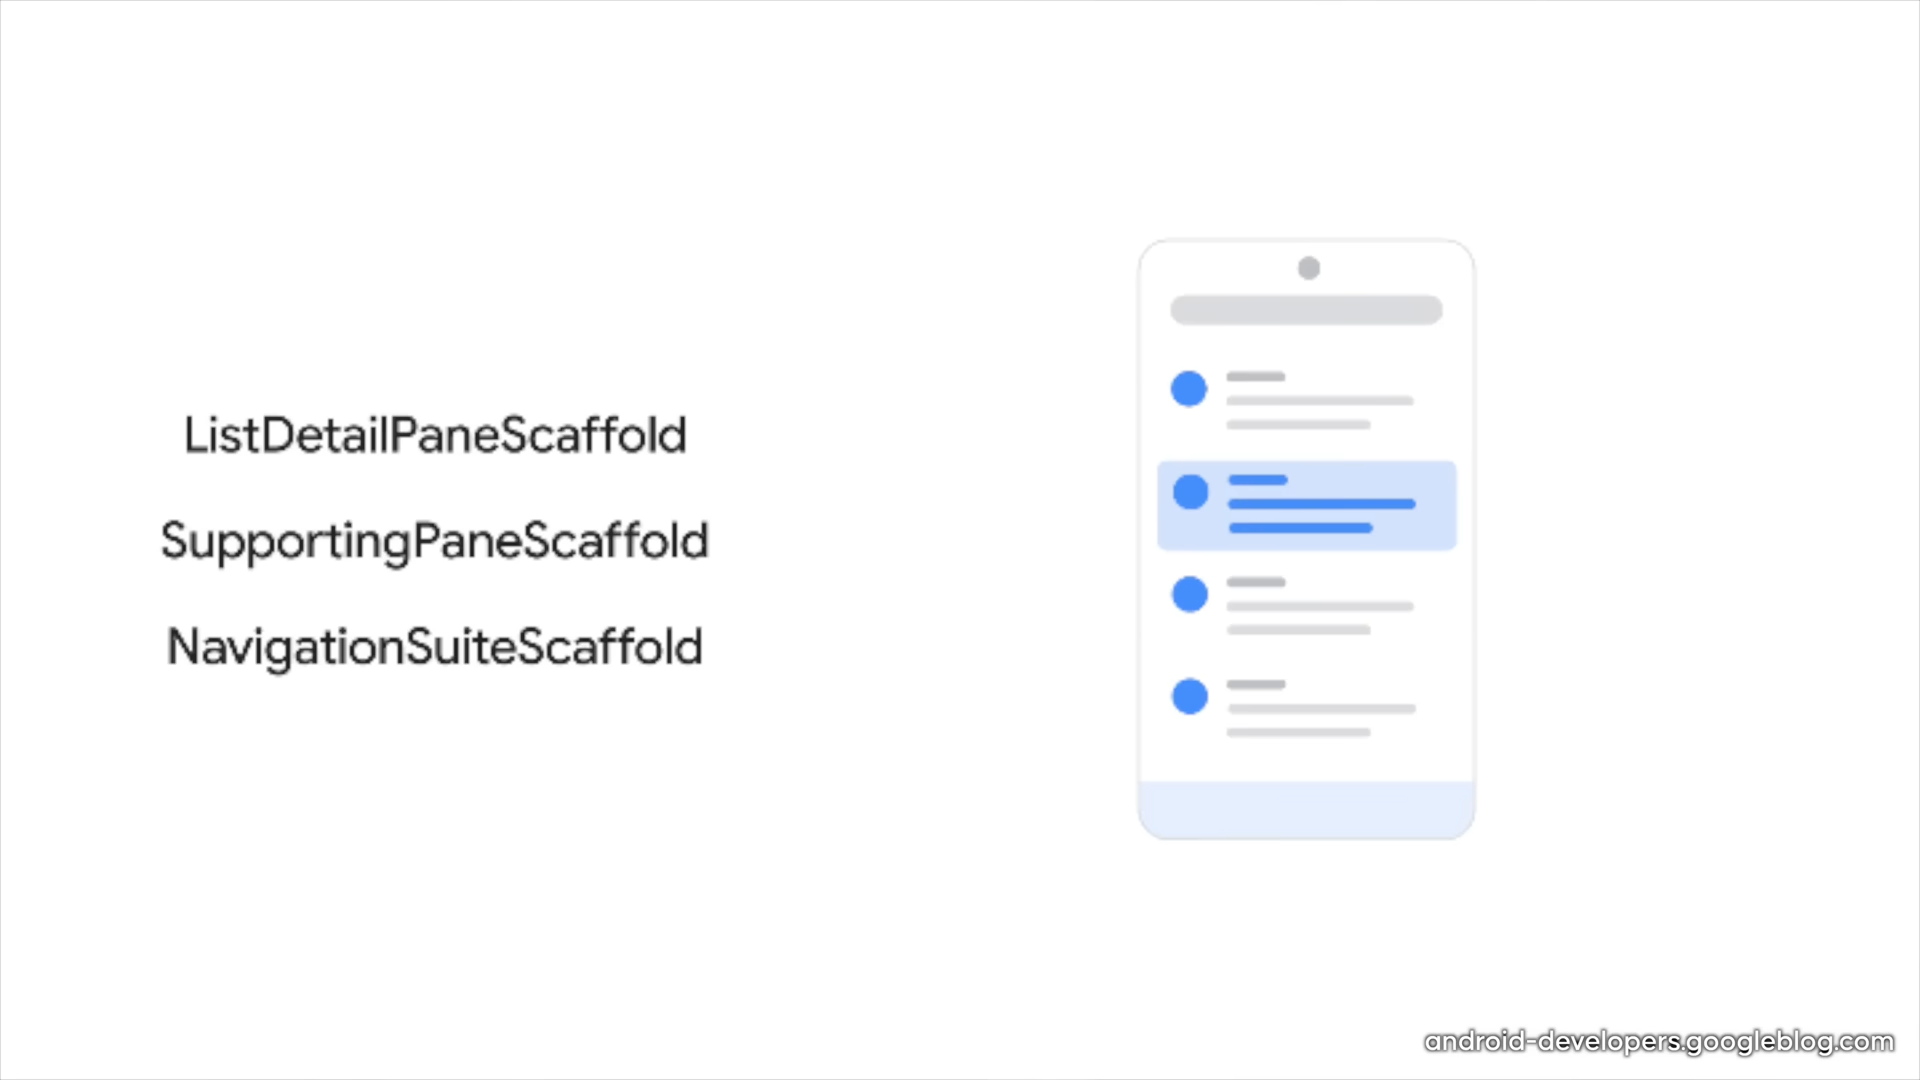 ListDetailPaneScaffold
SupportingPaneScaffold
NavigationSuiteScaffold
android-developers.googleblog.com